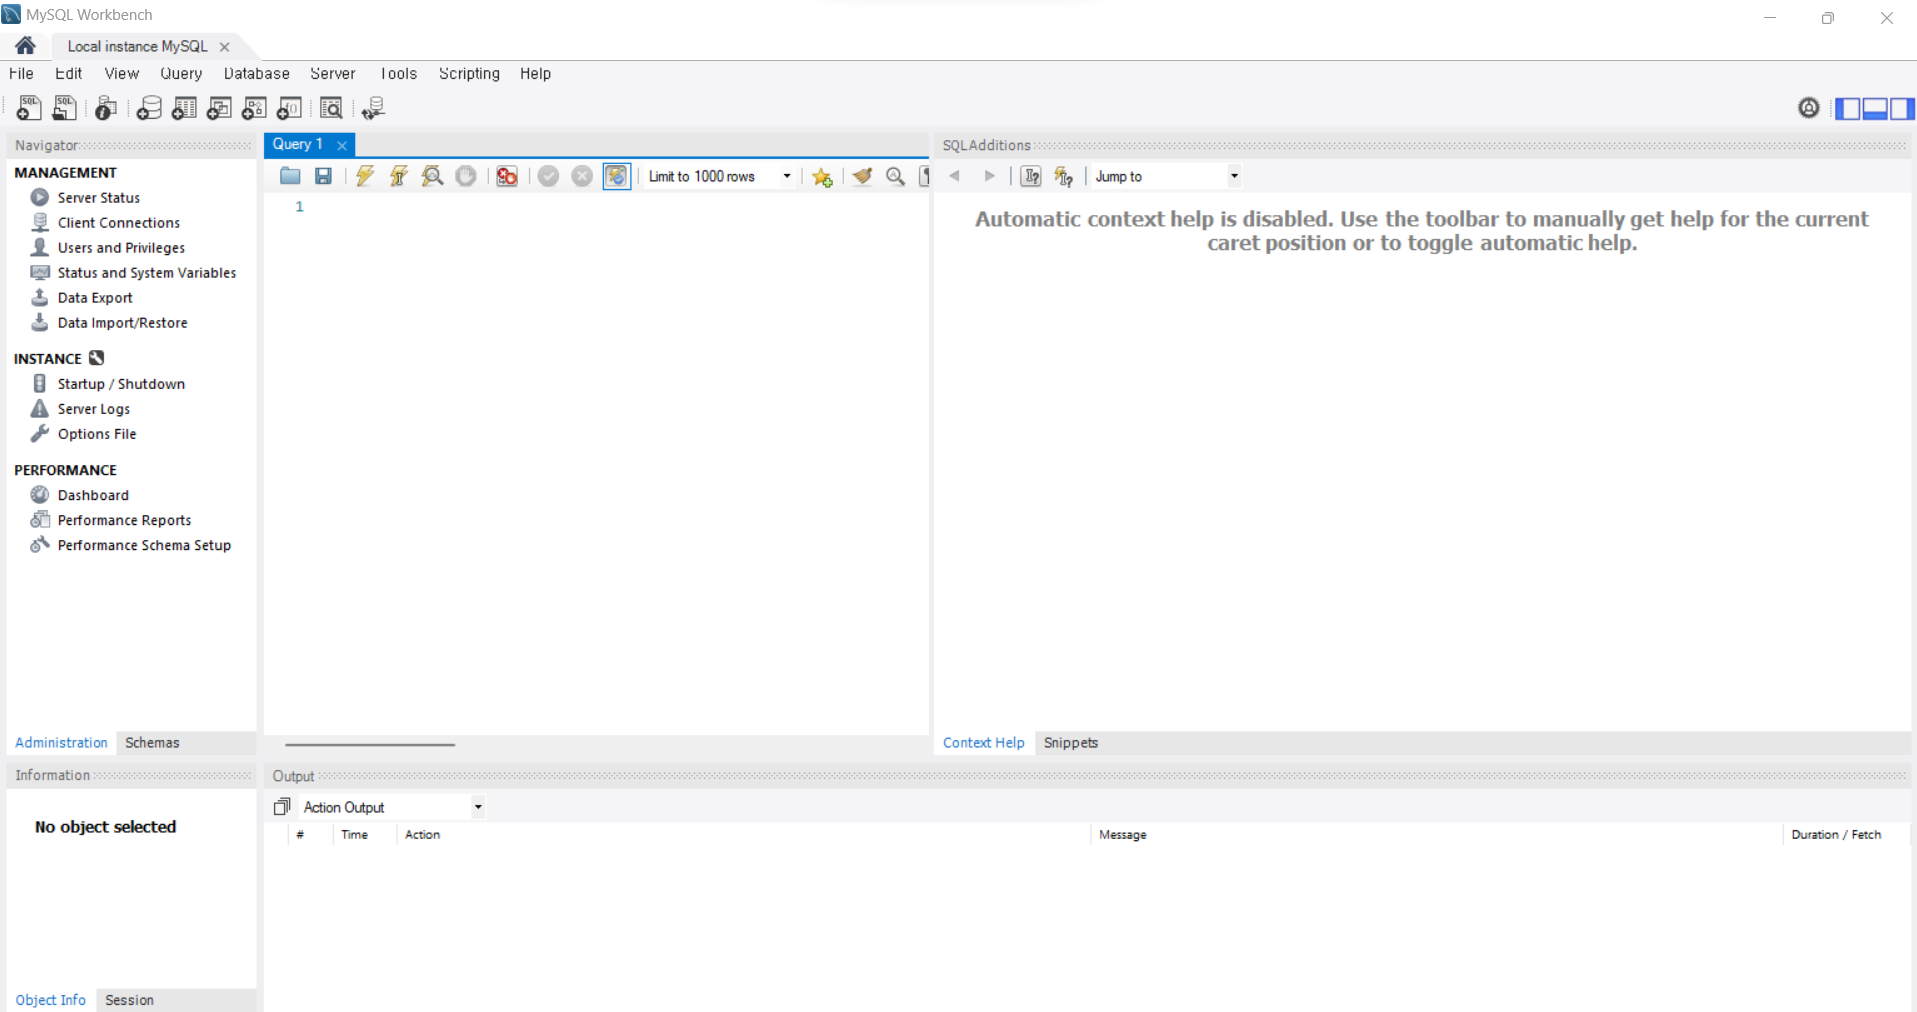 MySQL Workbench
Local instance MySQL
File Edit View Query Database Server Tools Scripting Help
Navigator
MANAGEMENT
Server Status
Client Connections
Users and Privileges
Status and System Variables
Data Export
Data Import/Restore
INSTANCE
Startup / Shutdown
Server Logs
Options File
PERFORMANCE
Dashboard
Performance Reports
Performance Schema Setup
Administration Schemas
Query 1
Limit to 1000 rows
1
SQLAdditions
Jump to
Automatic context help is disabled. Use the toolbar to manually get help for the current
caret position or to toggle automatic help.
Context Help Snippets
Information
No object selected
Object Info Session
Output
Action Output
# Time Action Message Duration / Fetch